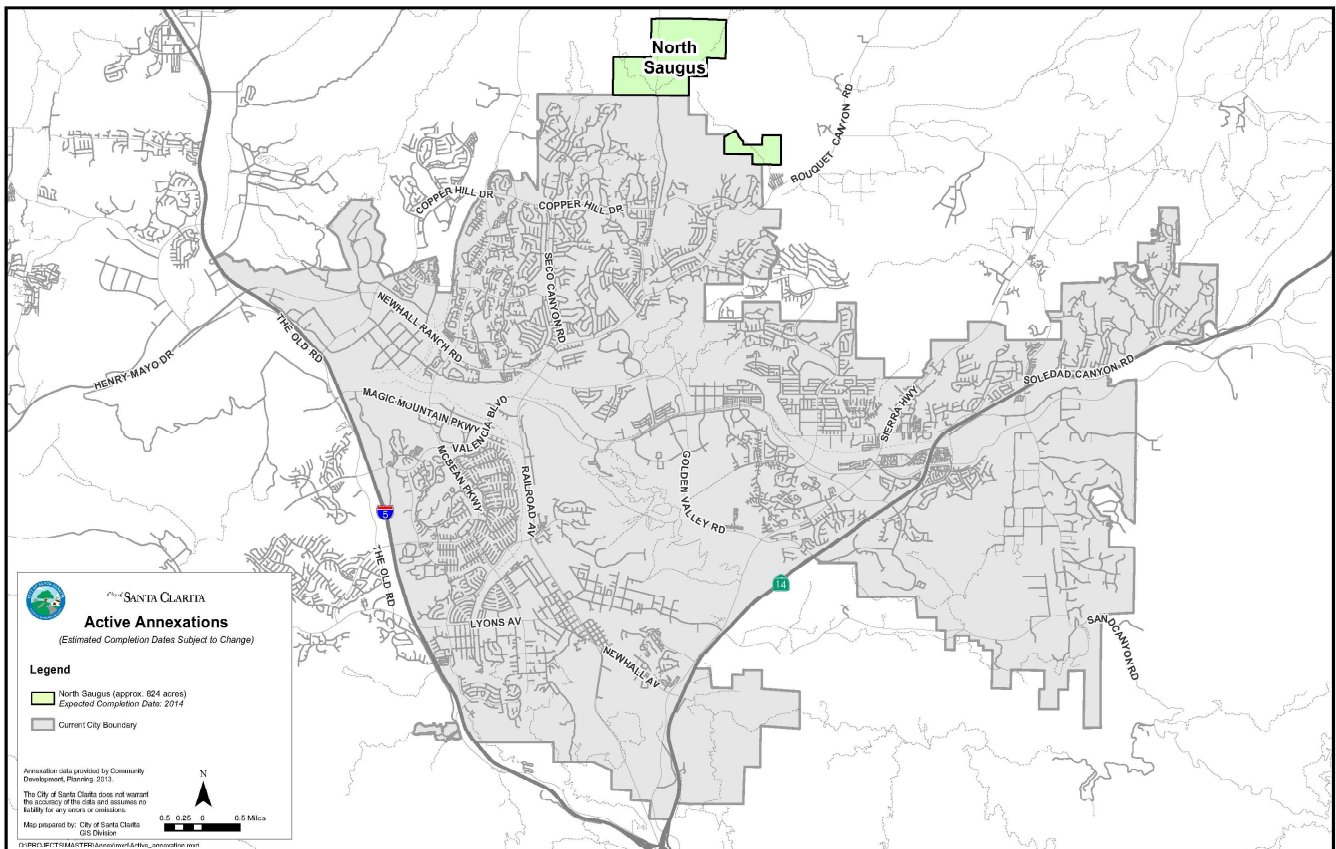 North
Saugus
BOUQUET CANYON RD
COPPER HILL DR
COPPER HILL DR
SECO CANYON RD
NEWHALL RANCH RD
THE OLD RD
HENRY MAYO DR
SOLEDAD CANYON RD
SIERRA HWY
MAGIC MOUNTAIN PKWY
VALENCIA BLVD
MCBEAN PKWY
RAILROAD AV
GOLDEN VALLEY RD
5
THE OLD RD
14
LYONS AV
NEWHALL AV
SAND CANYON RD
City of SANTA CLARITA
Active Annexations
(Estimated Completion Dates Subject to Change)
Legend
North Saugus (approx. 824 acres)
Expected Completion Date: 2014
Current City Boundary
Annexation data provided by Community
Development, Planning, 2013.
The City of Santa Clarita does not warrant
the accuracy of the data and assumes no
liability for any errors or omissions.
Map prepared by: City of Santa Clarita
GIS Division
N
0.5 0.25 0 0.5 Miles